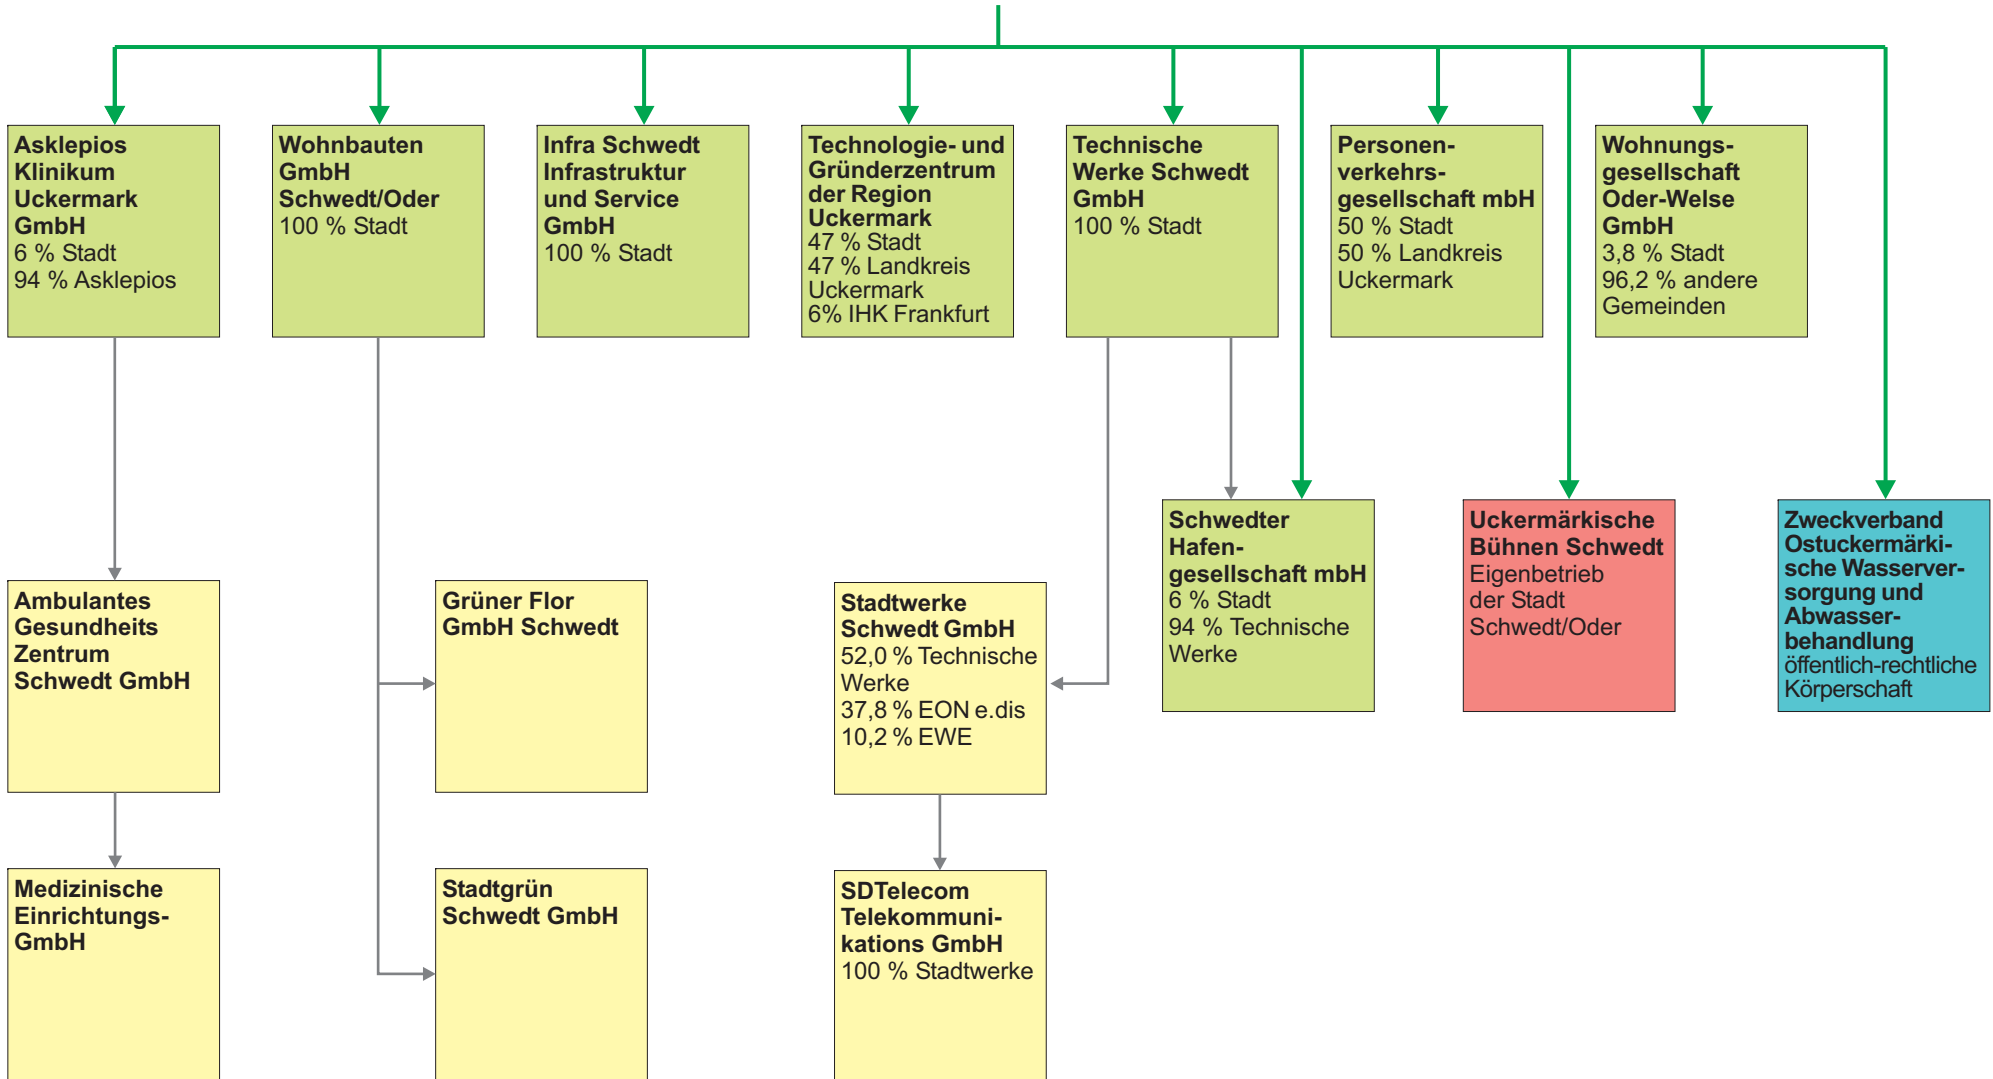 Asklepios
Klinikum
Uckermark
GmbH
6 % Stadt
94 % Asklepios
Wohnbauten
GmbH
Schwedt/Oder
100 % Stadt
Infra Schwedt
Infrastruktur
und Service
GmbH
100 % Stadt
Technologie- und
Gründerzentrum
der Region
Uckermark
47 % Stadt
47 % Landkreis
Uckermark
6% IHK Frankfurt
Technische
Werke Schwedt
GmbH
100 % Stadt
Personen-
verkehrs-
gesellschaft mbH
50 % Stadt
50 % Landkreis
Uckermark
Wohnungs-
gesellschaft
Oder-Welse
GmbH
3,8 % Stadt
96,2 % andere
Gemeinden
Schwedter
Hafen-
gesellschaft mbH
6 % Stadt
94 % Technische
Werke
Uckermärkische
Bühnen Schwedt
Eigenbetrieb
der Stadt
Schwedt/Oder
Zweckverband
Ostuckermärki-
sche Wasserver-
sorgung und
Abwasser-
behandlung
öffentlich-rechtliche
Körperschaft
Ambulantes
Gesundheits
Zentrum
Schwedt GmbH
Grüner Flor
GmbH Schwedt
Stadtwerke
Schwedt GmbH
52,0 % Technische
Werke
37,8 % EON e.dis
10,2 % EWE
Medizinische
Einrichtungs-
GmbH
Stadtgrün
Schwedt GmbH
SDTelecom
Telekommuni-
kations GmbH
100 % Stadtwerke